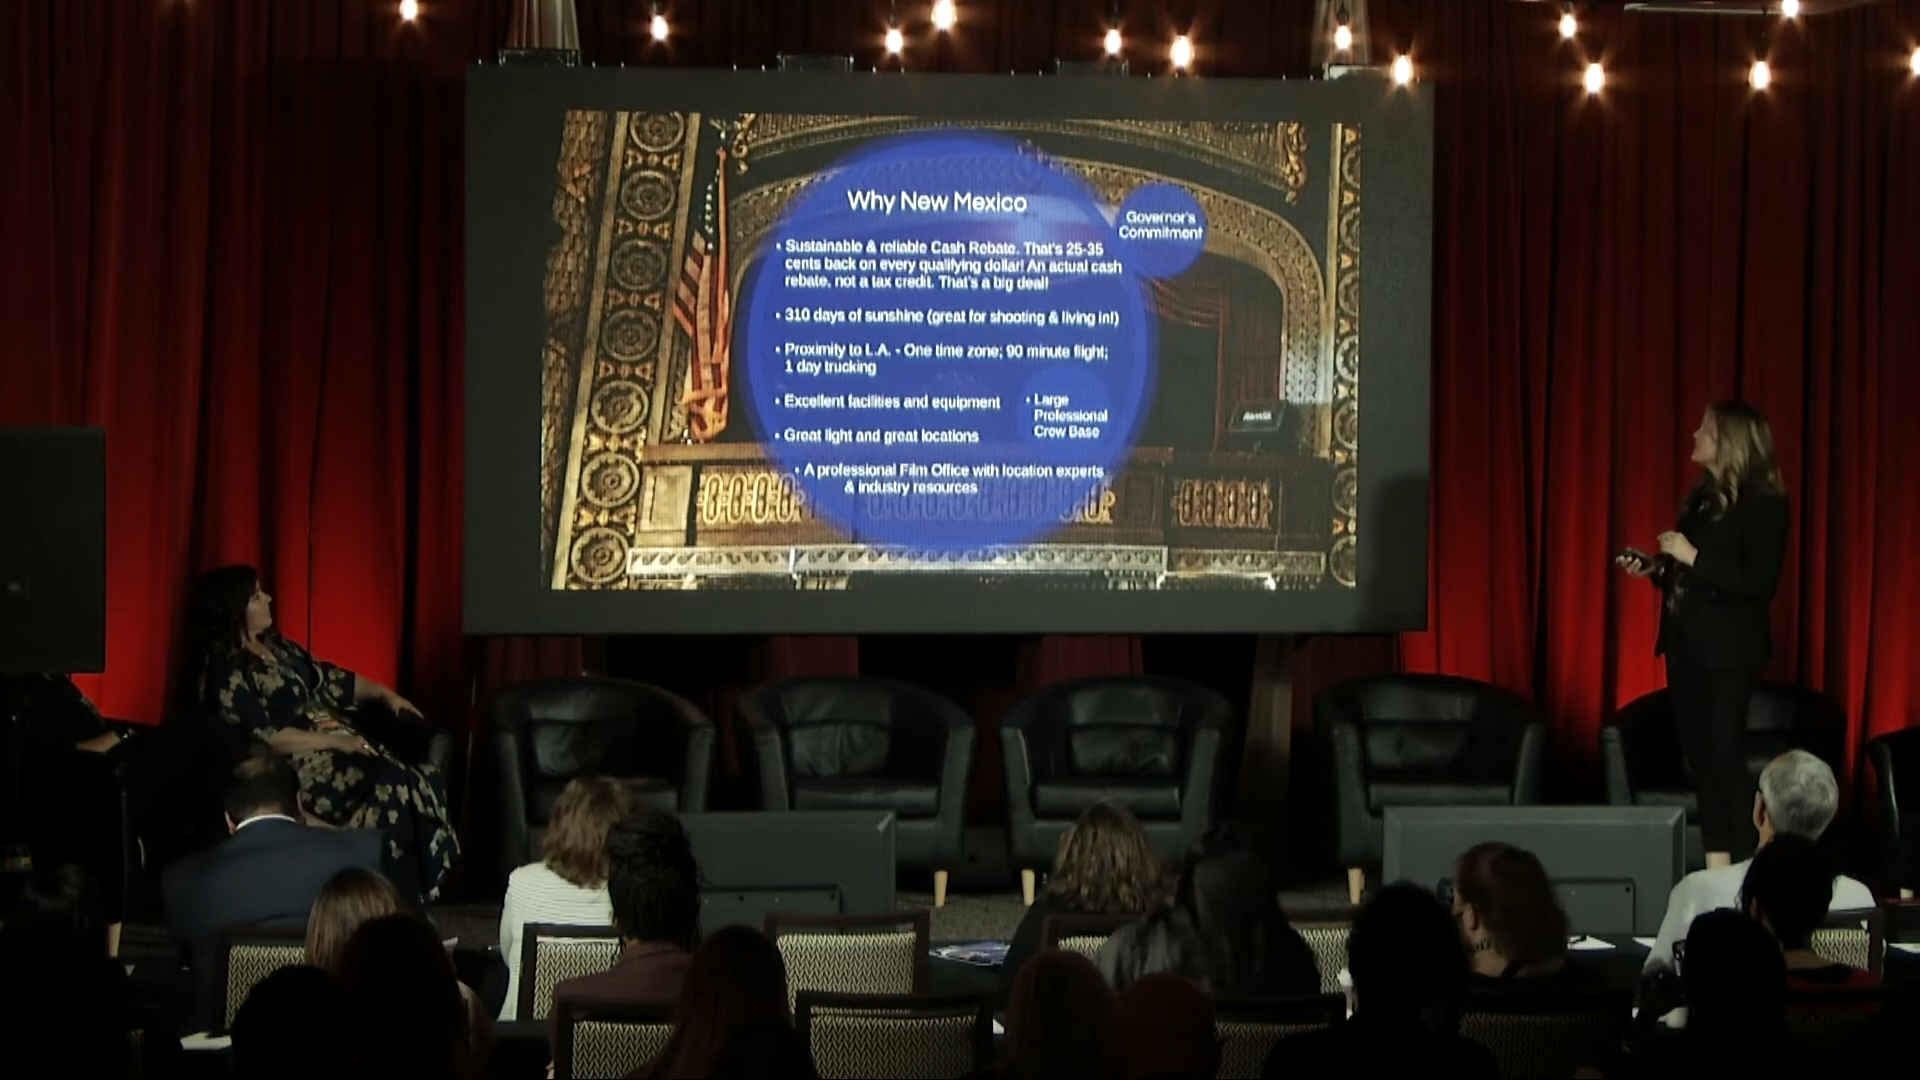 Why New Mexico
Governor's
Commitment
• Sustainable & reliable Cash Rebate. That's 25-35
cents back on every qualifying dollar! An actual cash
rebate, not a tax credit. That's a big deal!
• 310 days of sunshine (great for shooting & living in!)
• Proximity to L.A. - One time zone; 90 minute flight;
1 day trucking
• Excellent facilities and equipment
• Large
Professional
Crew Base
• Great light and great locations
• A professional Film Office with location experts
& industry resources